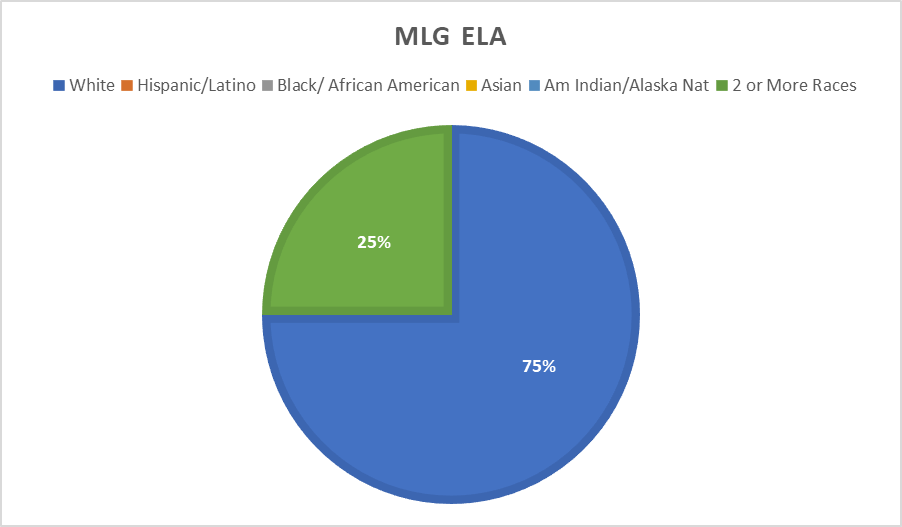 MLG ELA
White Hispanic/Latino Black/ African American Asian Am Indian/Alaska Nat 2 or More Races
25%
75%